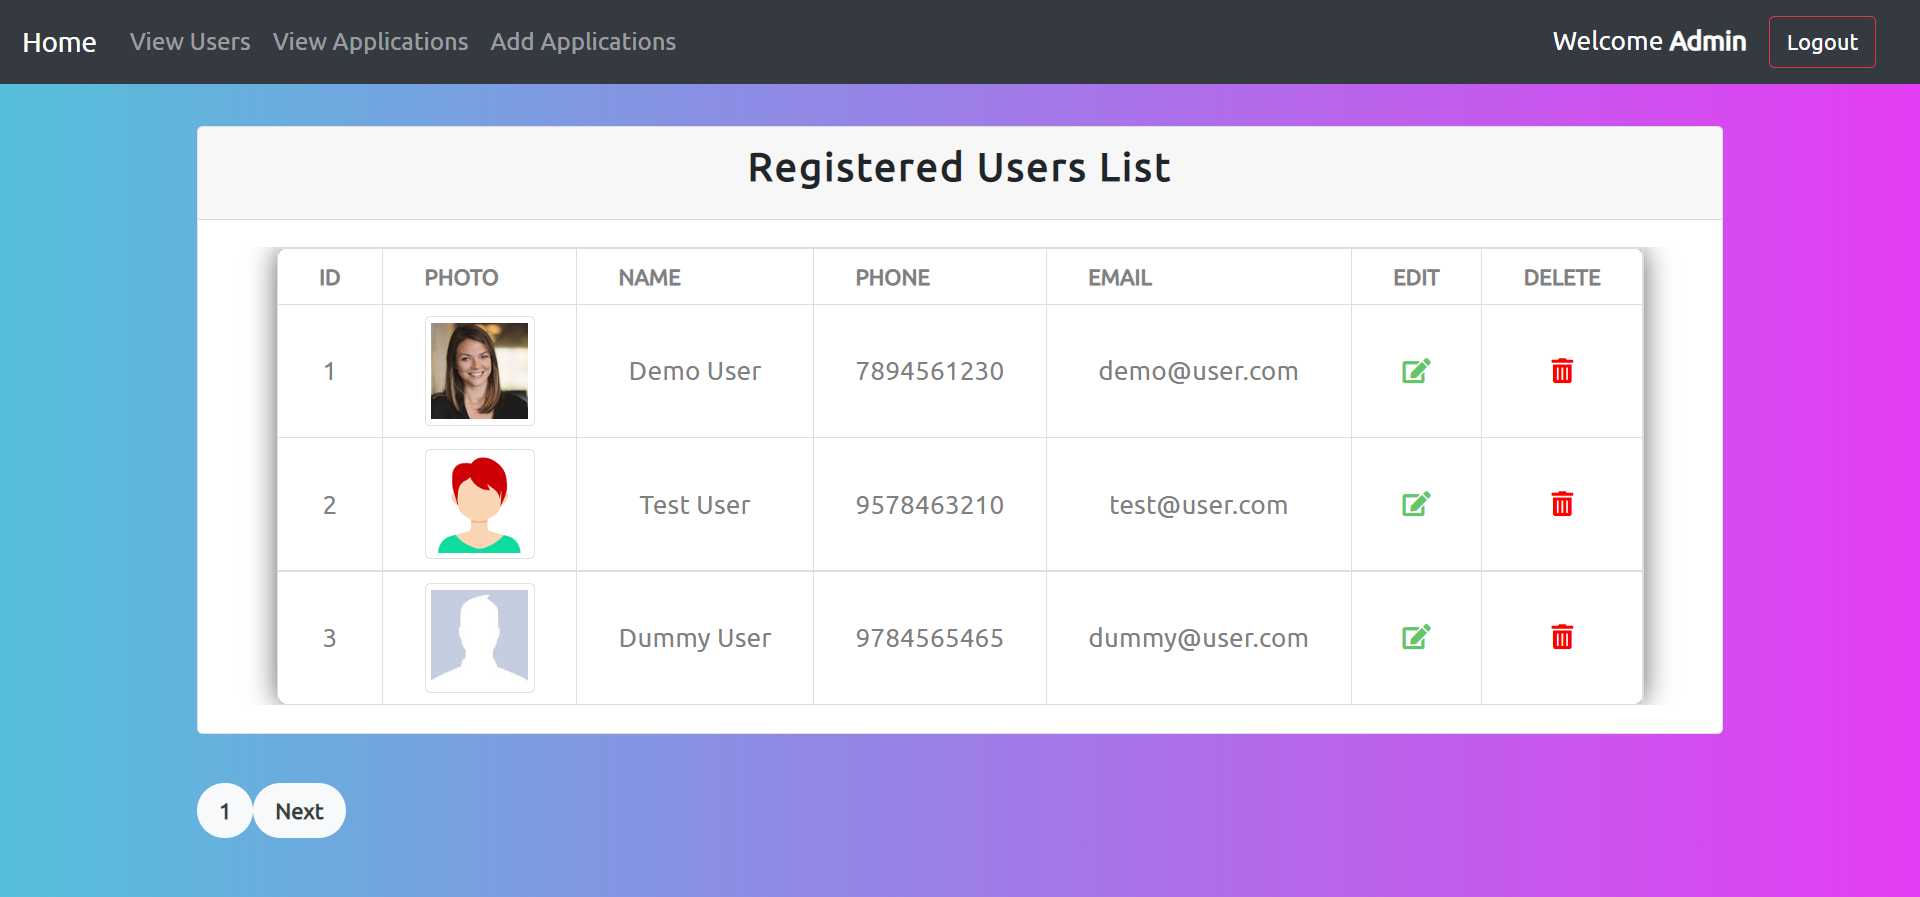 Home View Users View Applications Add Applications Welcome Admin Logout
Registered Users List
ID PHOTO NAME PHONE EMAIL EDIT DELETE
1 Demo User 7894561230 demo@user.com
2 Test User 9578463210 test@user.com
3 Dummy User 9784565465 dummy@user.com
1 Next